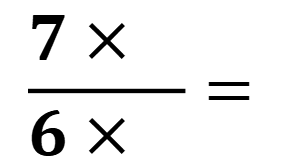 7 ×
=
6 ×